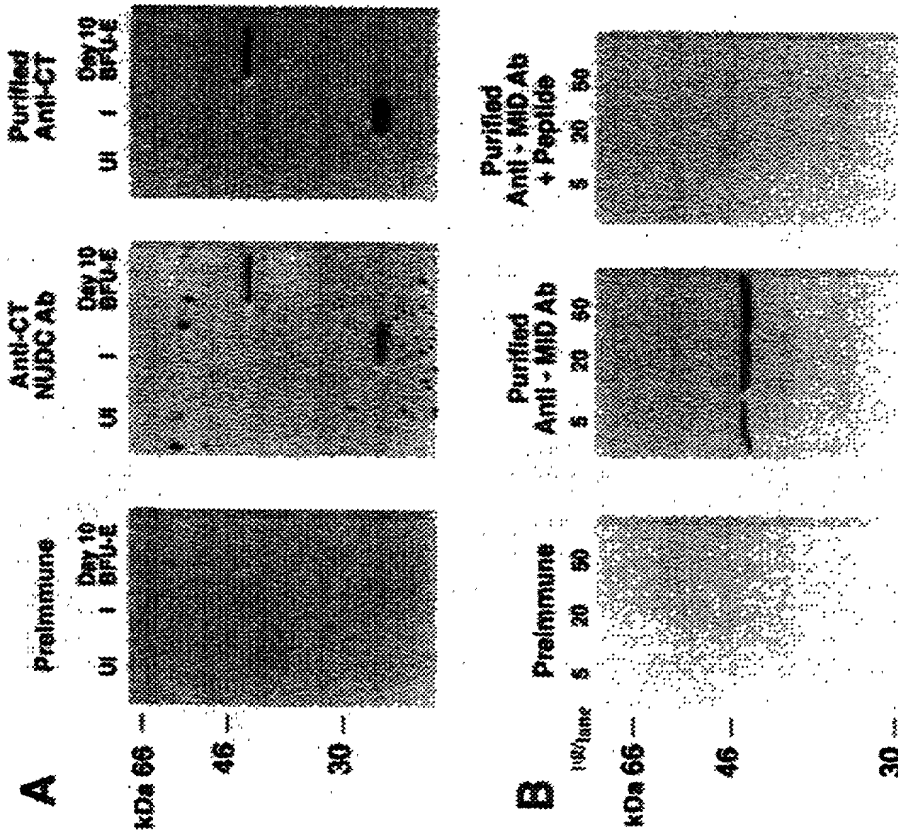 A
Preimmune
UI I Day 10 BFU-E
Anti-CT NUDC Ab
UI I Day 10 BFU-E
Purified Anti-CT
UI I Day 10 BFU-E
kDa 66
46
30
B
Preimmune
5 20 50
Purified Anti - MID Ab
5 20 50
Purified Anti - MID Ab + Peptide
5 20 50
/lane
kDa 66
46
30